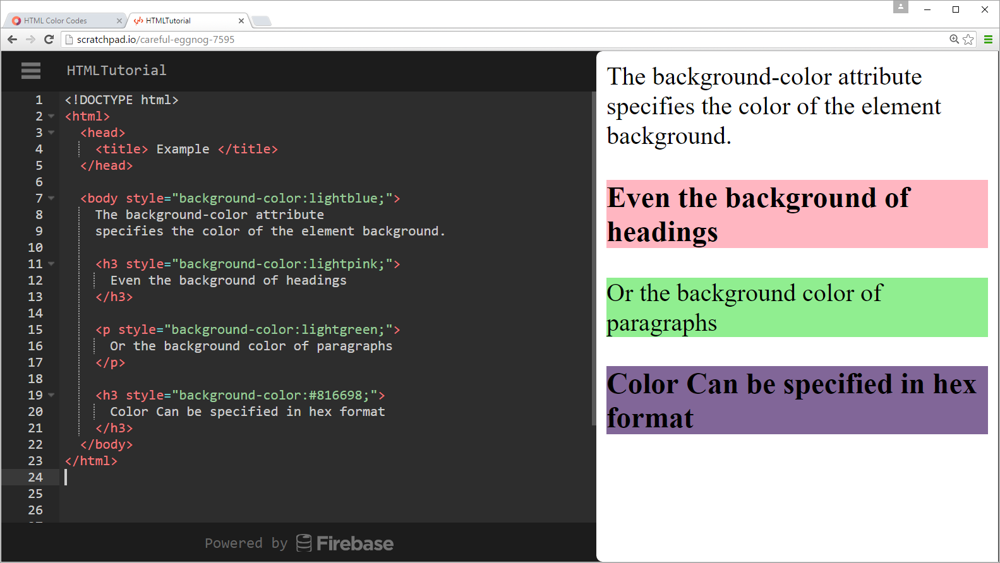 HTML Color Codes
HTMLTutorial
scratchpad.io/careful-eggnog-7595
HTMLTutorial
1 <!DOCTYPE html>
2 <html>
3 <head>
4 <title> Example </title>
5 </head>
6
7 <body style="background-color:lightblue;">
8 The background-color attribute
9 specifies the color of the element background.
10
11 <h3 style="background-color:lightpink;">
12 Even the background of headings
13 </h3>
14
15 <p style="background-color:lightgreen;">
16 Or the background color of paragraphs
17 </p>
18
19 <h3 style="background-color:#816698;">
20 Color Can be specified in hex format
21 </h3>
22 </body>
23 </html>
24
25
26
Powered by Firebase
The background-color attribute
specifies the color of the element
background.
Even the background of
headings
Or the background color of
paragraphs
Color Can be specified in hex
format